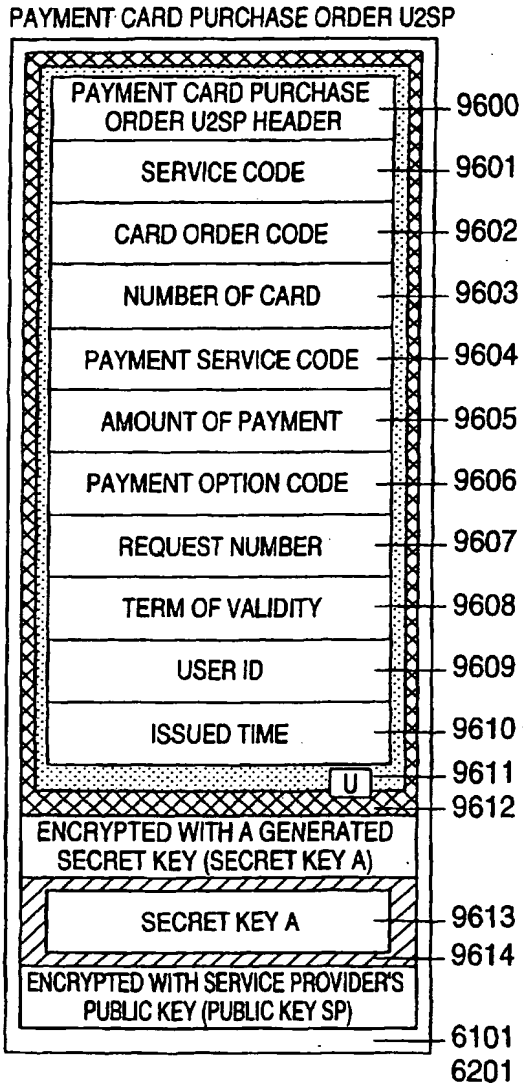 PAYMENT CARD PURCHASE ORDER U2SP
PAYMENT CARD PURCHASE
ORDER U2SP HEADER
9600
SERVICE CODE
9601
CARD ORDER CODE
9602
NUMBER OF CARD
9603
PAYMENT SERVICE CODE
9604
AMOUNT OF PAYMENT
9605
PAYMENT OPTION CODE
9606
REQUEST NUMBER
9607
TERM OF VALIDITY
9608
USER ID
9609
ISSUED TIME
9610
U
9611
9612
ENCRYPTED WITH A GENERATED
SECRET KEY (SECRET KEY A)
SECRET KEY A
9613
9614
ENCRYPTED WITH SERVICE PROVIDER'S
PUBLIC KEY (PUBLIC KEY SP)
6101
6201